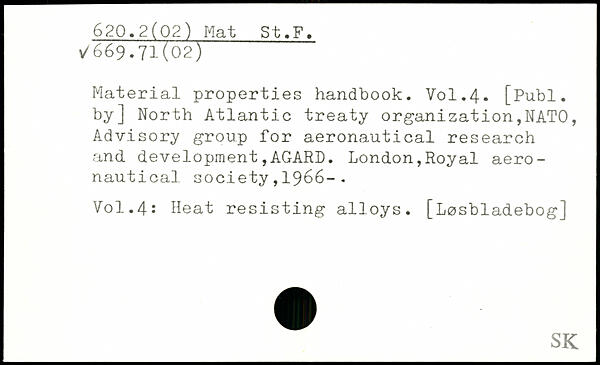 620.2(02) Mat  St.F.
√669.71(02)
Material properties handbook. Vol.4. [Publ.
by] North Atlantic treaty organization,NATO,
Advisory group for aeronautical research
and development,AGARD. London,Royal aero-
nautical society,1966-.
Vol.4: Heat resisting alloys. [Løsbladebog]
SK